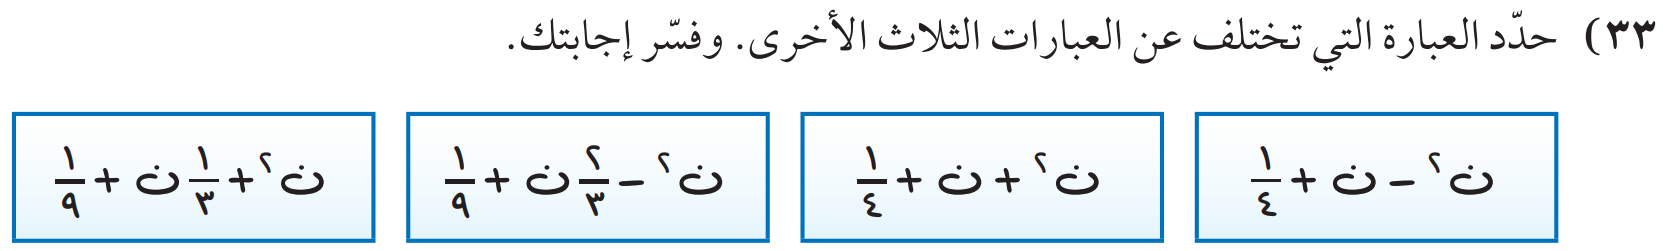 ٣٣) حدّد العبارة التي تختلف عن العبارات الثلاث الأخرى. وفسّر إجابتك.
ن٢ − ن + ١/٤
ن٢ + ن + ١/٤
ن٢ − ٢/٣ ن + ١/٩
ن٢ + ١/٣ ن + ١/٩